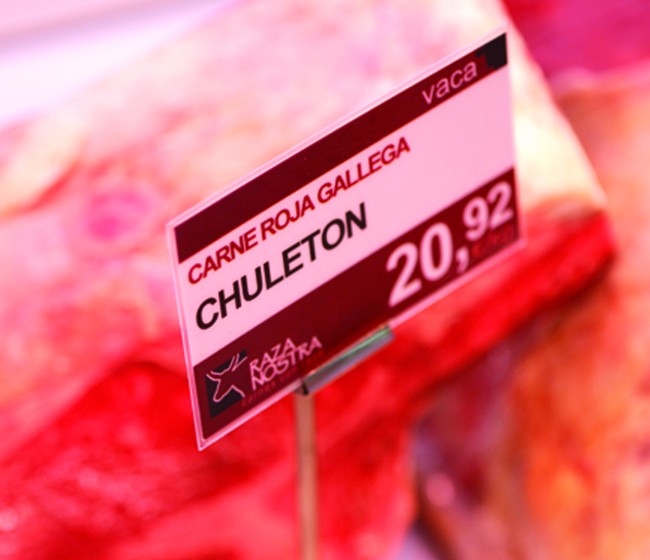 vaca
CARNE ROJA GALLEGA
CHULETON
20,92
RAZA
NOSTRA